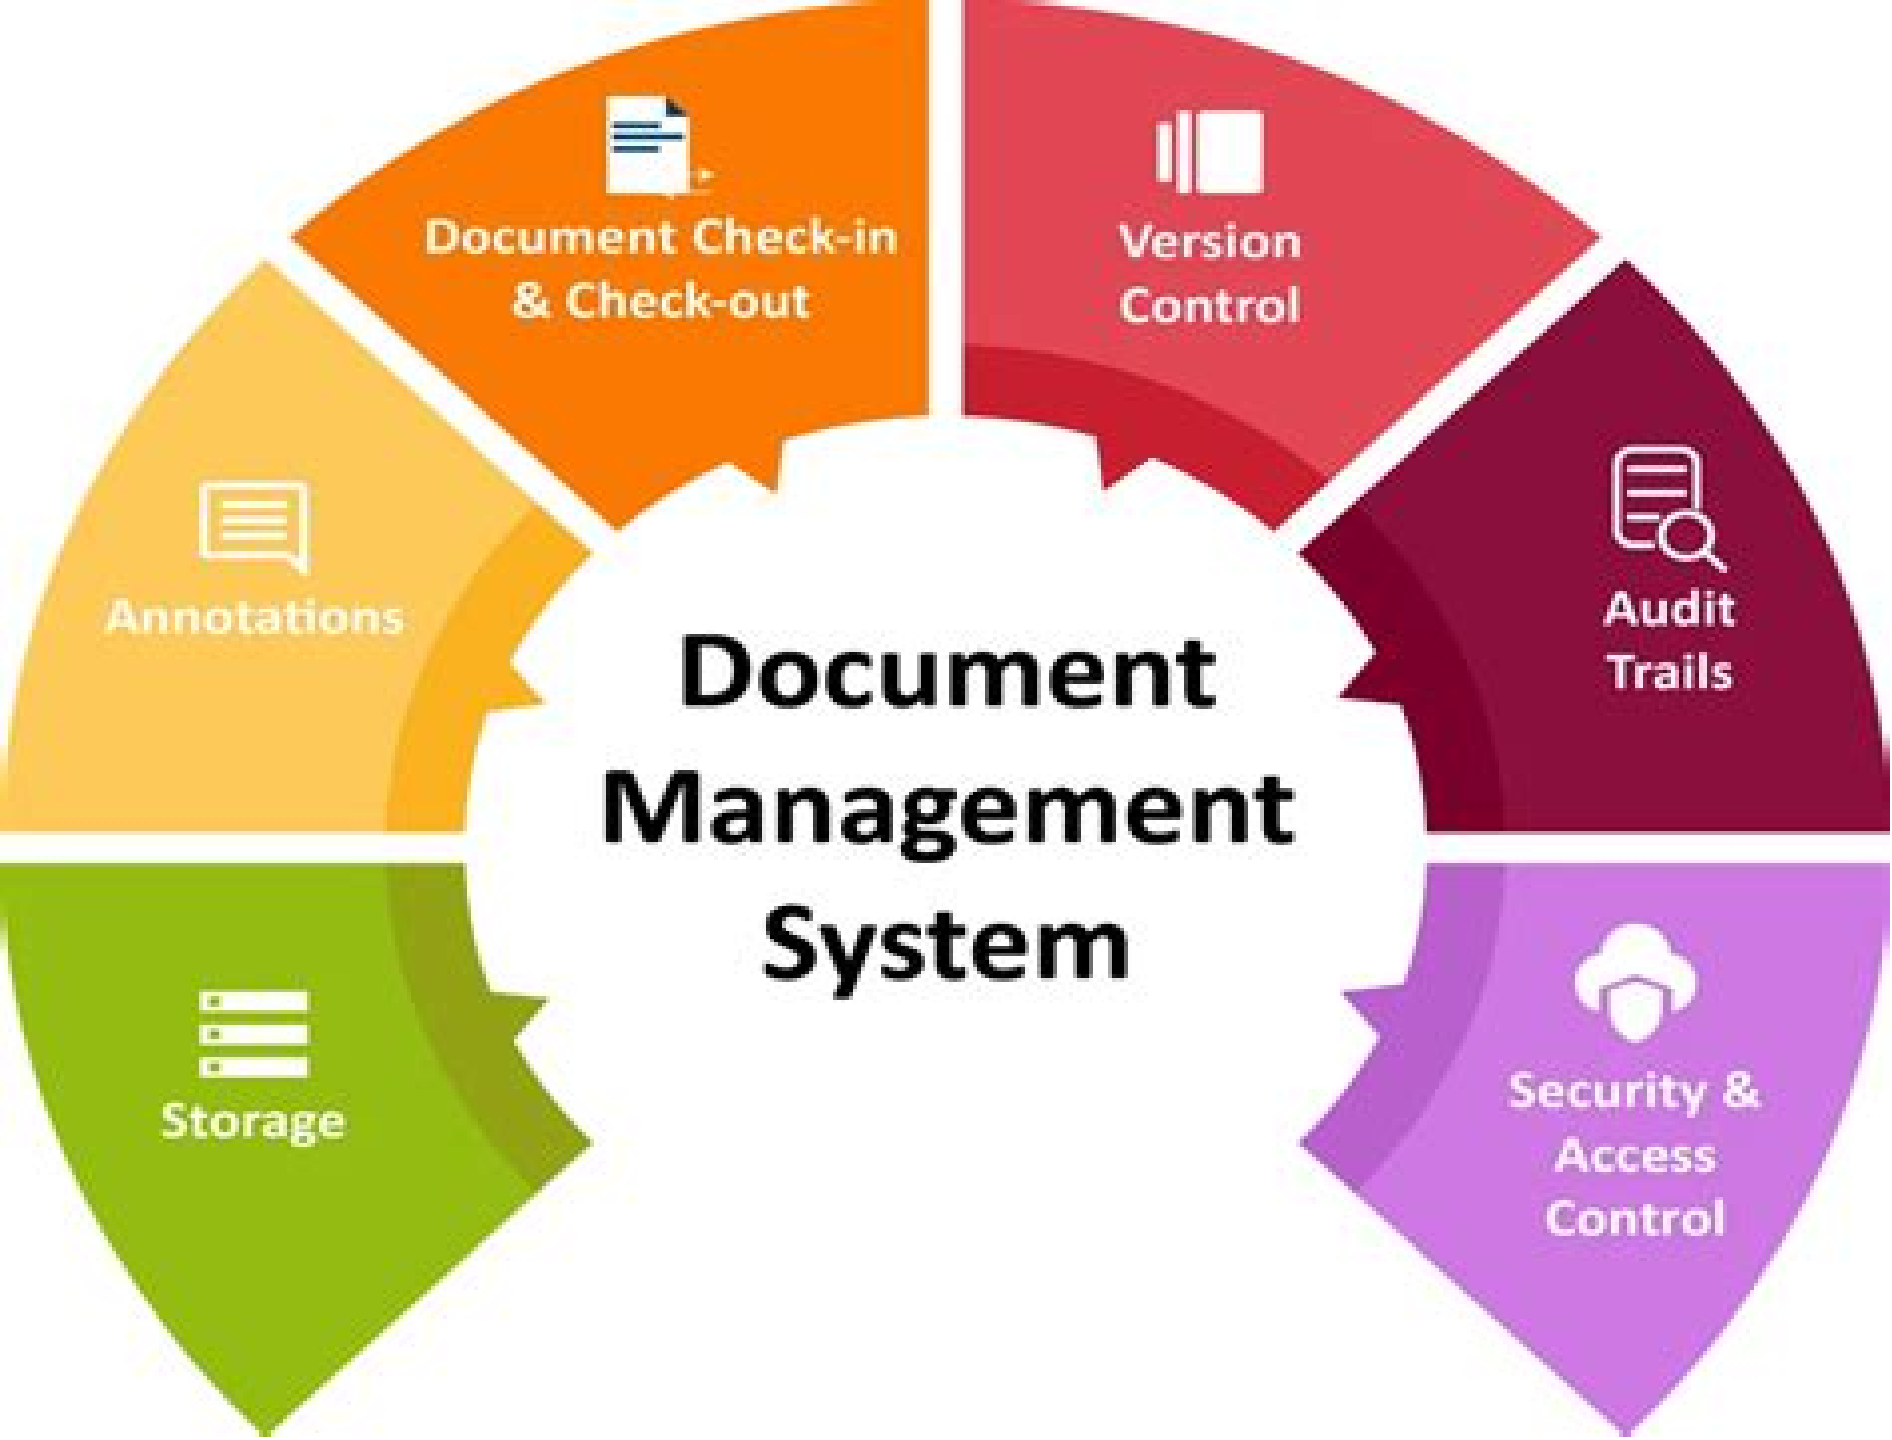 Document Check-in
& Check-out
Version
Control
Annotations
Audit
Trails
Document
Management
System
Storage
Security &
Access
Control